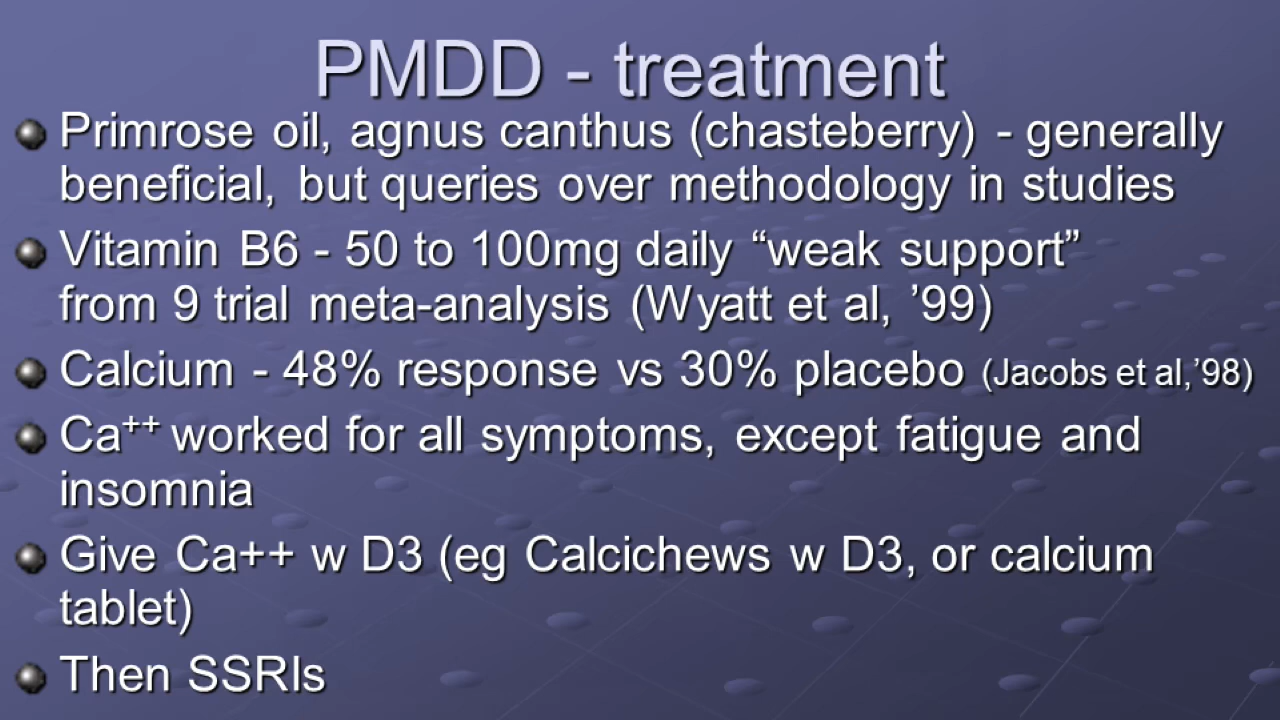 PMDD - treatment
Primrose oil, agnus canthus (chasteberry) - generally
beneficial, but queries over methodology in studies
Vitamin B6 - 50 to 100mg daily “weak support”
from 9 trial meta-analysis (Wyatt et al, ’99)
Calcium - 48% response vs 30% placebo (Jacobs et al,’98)
Ca⁺⁺ worked for all symptoms, except fatigue and
insomnia
Give Ca++ w D3 (eg Calcichews w D3, or calcium
tablet)
Then SSRIs